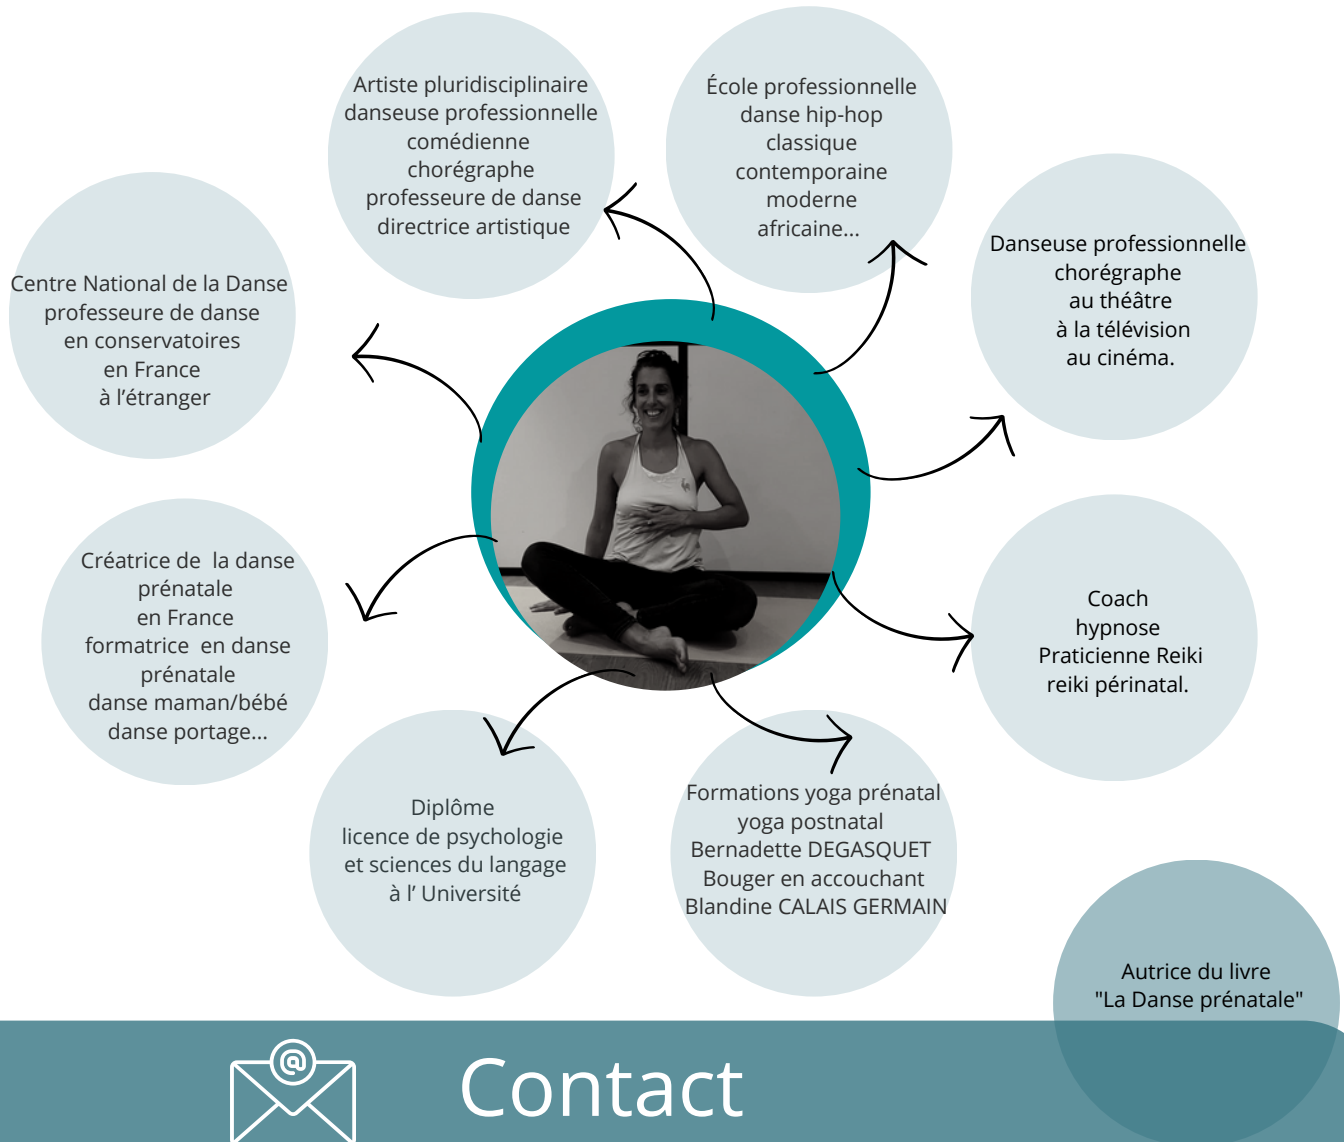 Artiste pluridisciplinaire
danseuse professionnelle
comédienne
chorégraphe
professeure de danse
directrice artistique
École professionnelle
danse hip-hop
classique
contemporaine
moderne
africaine...
Danseuse professionnelle
chorégraphe
au théâtre
à la télévision
au cinéma.
Centre National de la Danse
professeure de danse
en conservatoires
en France
à l'étranger
Créatrice de la danse
prénatale
en France
formatrice en danse
prénatale
danse maman/bébé
danse portage...
Coach
hypnose
Praticienne Reiki
reiki périnatal.
Diplôme
licence de psychologie
et sciences du langage
à l' Université
Formations yoga prénatal
yoga postnatal
Bernadette DEGASQUET
Bouger en accouchant
Blandine CALAIS GERMAIN
Autrice du livre
"La Danse prénatale"
@
Contact